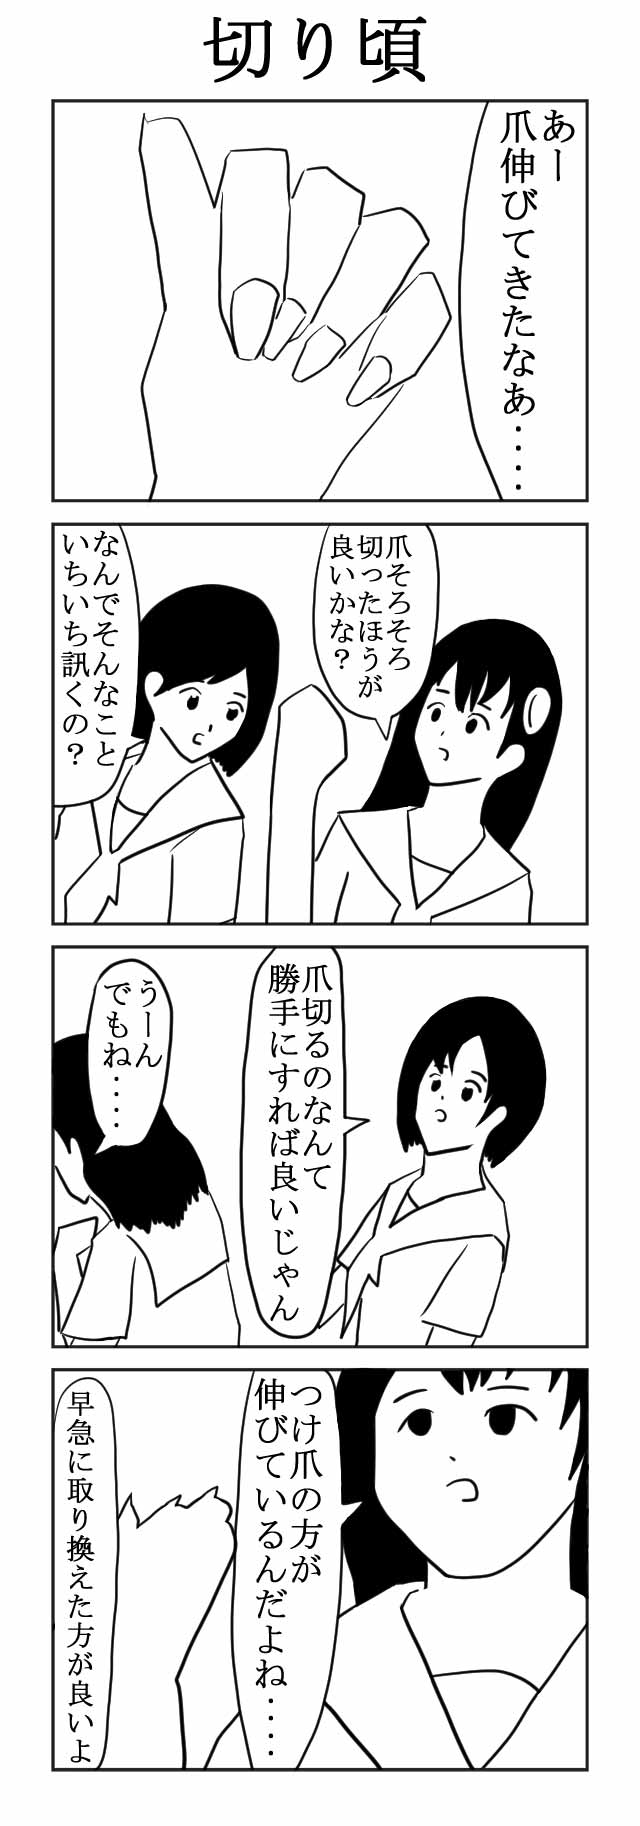 切り頃
あー
爪伸びてきたなあ・・・・
爪そろそろ
切ったほうが
良いかな？
なんでそんなこと
いちいち訊くの？
爪切るのなんて
勝手にすれば良いじゃん
うーん
でもね・・・・
つけ爪の方が
伸びているんだよね・・・・
早急に取り換えた方が良いよ